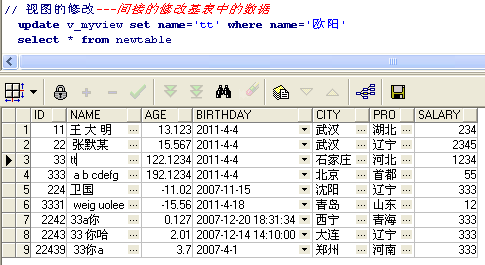 // 视图的修改---间接的修改基表中的数据
update v_myview set name='tt' where name='欧阳'
select * from newtable
ID NAME AGE BIRTHDAY CITY PRO SALARY
1 11 王 大 明 ... 13.123 2011-4-4 武汉 ... 湖北 ... 234
2 22 张默某 ... 15.567 2011-4-4 武汉 ... 辽宁 ... 2345
3 33 tt ... 122.1234 2011-4-4 石家庄 ... 河北 ... 1234
4 333 a b cdefg ... 192.1234 2011-4-4 北京 ... 首都 ... 55
5 224 卫国 ... -11.02 2007-11-15 沈阳 ... 辽宁 ... 333
6 3331 weig uolee ... -15.56 2011-4-18 青岛 ... 山东 ... 12
7 2242 33a你 ... 0.127 2007-12-20 18:31:34 西宁 ... 青海 ... 333
8 2243 33 你哈 ... 2.01 2007-12-14 14:10:00 大连 ... 辽宁 ... 333
9 22439 33你a ... 3.7 2007-4-1 郑州 ... 河南 ... 333